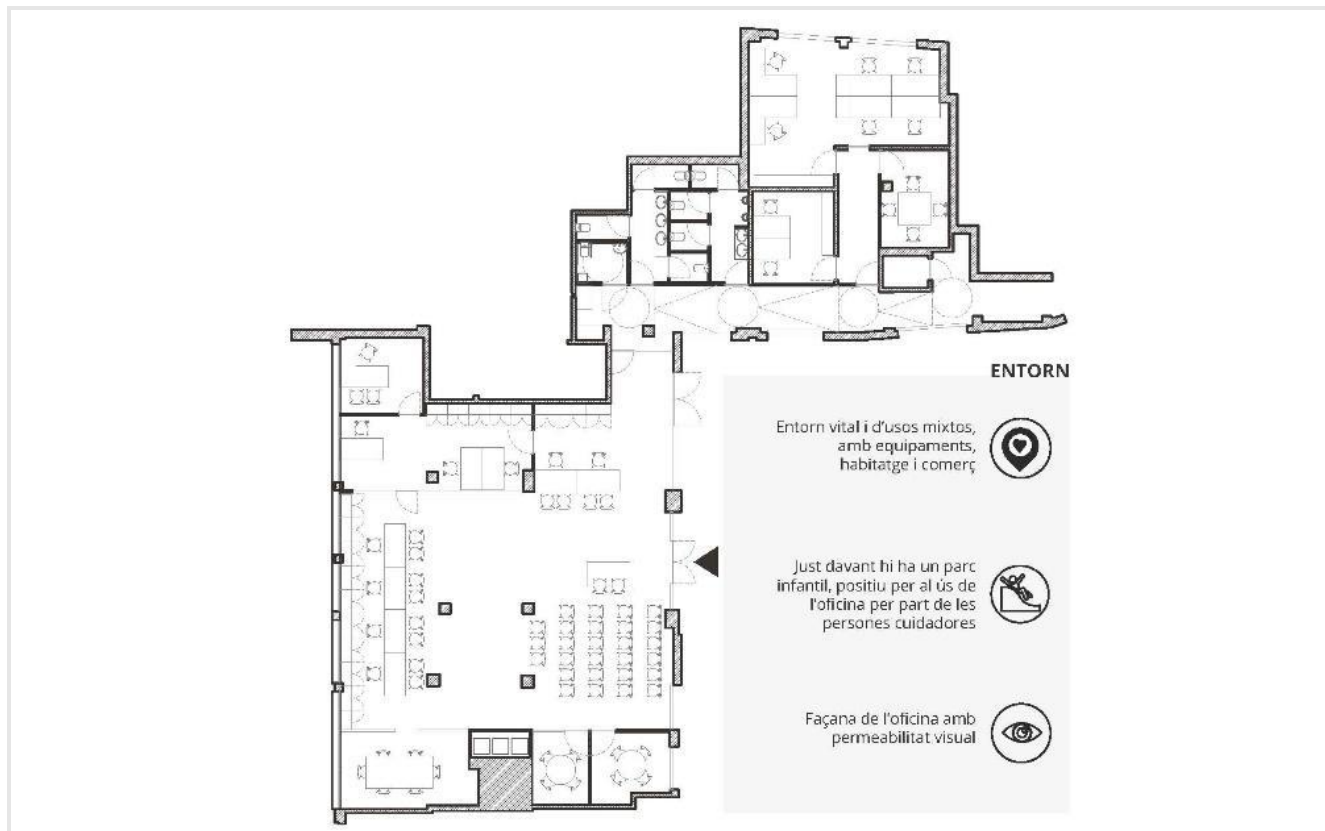 ENTORN
Entorn vital i d'usos mixtos,
amb equipaments,
habitatge i comerç
Just davant hi ha un parc
infantil, positiu per al ús de
l'oficina per part de les
persones cuidadores
Façana de l'oficina amb
permeabilitat visual